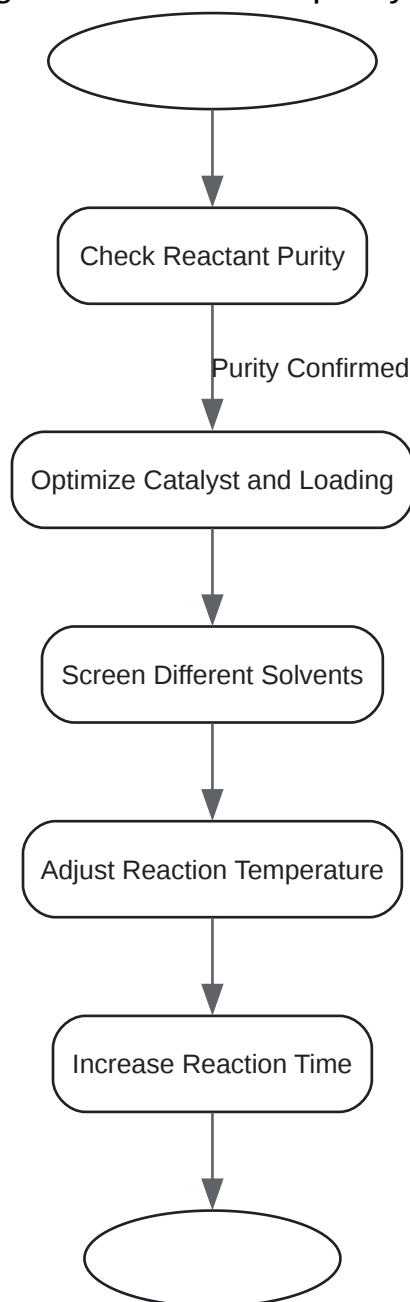 Check Reactant Purity
Purity Confirmed
Optimize Catalyst and Loading
Screen Different Solvents
Adjust Reaction Temperature
Increase Reaction Time